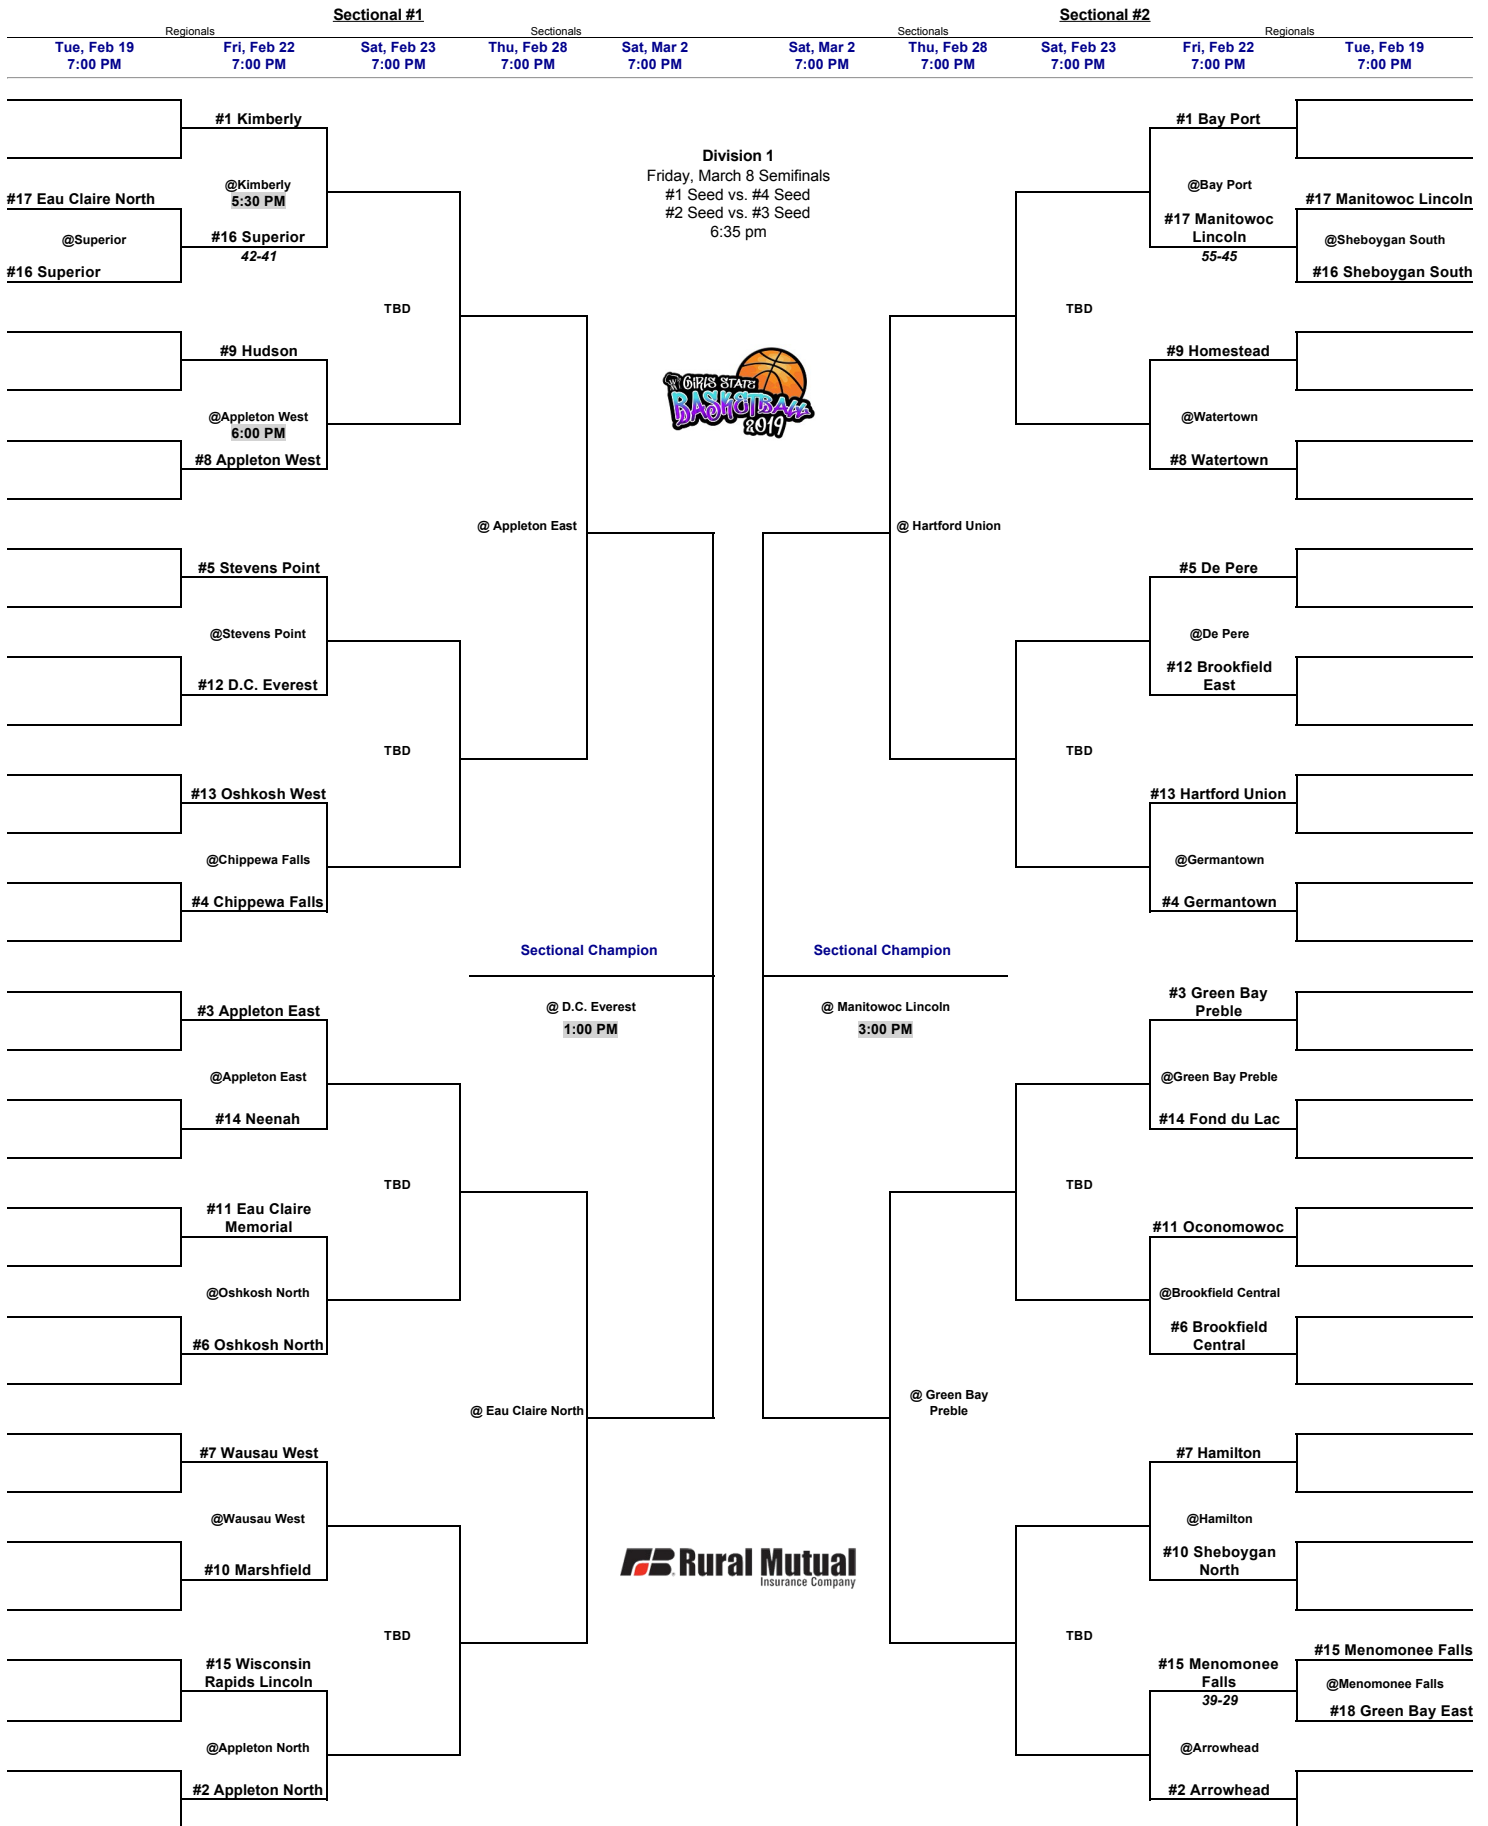 Sectional #1
Sectional #2
Regionals
Sectionals
Sectionals
Regionals
Tue, Feb 19
7:00 PM
Fri, Feb 22
7:00 PM
Sat, Feb 23
7:00 PM
Thu, Feb 28
7:00 PM
Sat, Mar 2
7:00 PM
Sat, Mar 2
7:00 PM
Thu, Feb 28
7:00 PM
Sat, Feb 23
7:00 PM
Fri, Feb 22
7:00 PM
Tue, Feb 19
7:00 PM
#1 Kimberly
@Kimberly
5:30 PM
#17 Eau Claire North
@Superior
#16 Superior
#16 Superior
42-41
TBD
#9 Hudson
@Appleton West
6:00 PM
#8 Appleton West
@ Appleton East
#5 Stevens Point
@Stevens Point
#12 D.C. Everest
TBD
#13 Oshkosh West
@Chippewa Falls
#4 Chippewa Falls
Sectional Champion
@ D.C. Everest
1:00 PM
#3 Appleton East
@Appleton East
#14 Neenah
TBD
#11 Eau Claire
Memorial
@Oshkosh North
#6 Oshkosh North
@ Eau Claire North
#7 Wausau West
@Wausau West
#10 Marshfield
TBD
#15 Wisconsin
Rapids Lincoln
@Appleton North
#2 Appleton North
Division 1
Friday, March 8 Semifinals
#1 Seed vs. #4 Seed
#2 Seed vs. #3 Seed
6:35 pm
GIRLS STATE
BASKETBALL
2019
Rural Mutual
Insurance Company
#1 Bay Port
@Bay Port
#17 Manitowoc
Lincoln
55-45
#17 Manitowoc Lincoln
@Sheboygan South
#16 Sheboygan South
TBD
#9 Homestead
@Watertown
#8 Watertown
@ Hartford Union
#5 De Pere
@De Pere
#12 Brookfield
East
TBD
#13 Hartford Union
@Germantown
#4 Germantown
Sectional Champion
@ Manitowoc Lincoln
3:00 PM
#3 Green Bay
Preble
@Green Bay Preble
#14 Fond du Lac
TBD
#11 Oconomowoc
@Brookfield Central
#6 Brookfield
Central
@ Green Bay
Preble
#7 Hamilton
@Hamilton
#10 Sheboygan
North
TBD
#15 Menomonee
Falls
39-29
#15 Menomonee Falls
@Menomonee Falls
#18 Green Bay East
@Arrowhead
#2 Arrowhead